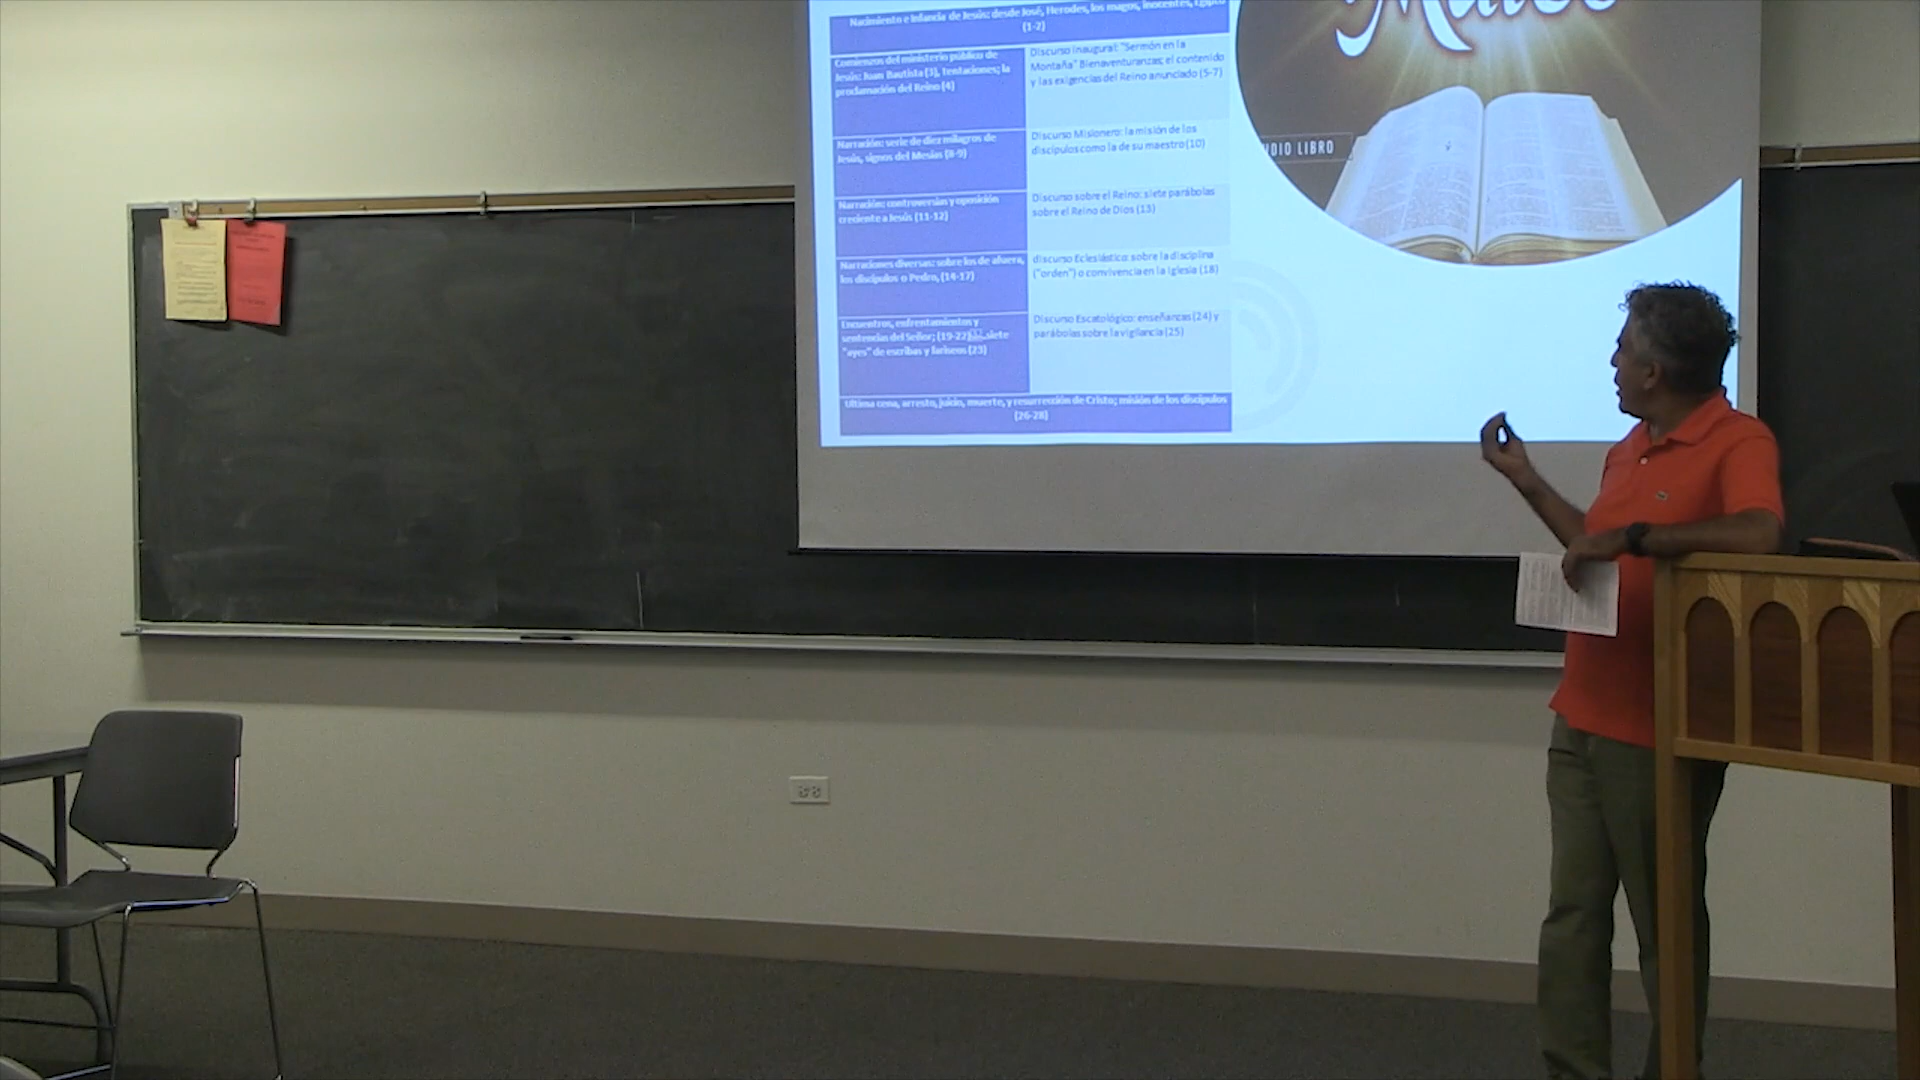 Nacimiento e Infancia de Jesús: desde José, Herodes, los magos, inocentes, Egipto
(1-2)
Comienzos del ministerio público de
Jesús: Juan Bautista (3), tentaciones; la
proclamación del Reino (4)
Discurso Inaugural: "Sermón en la
Montaña" Bienaventuranzas; el contenido
y las exigencias del Reino anunciado (5-7)
Narración: serie de diez milagros de
Jesús, signos del Mesías (8-9)
Discurso Misionero: la misión de los
discípulos como la de su maestro (10)
Narración: controversias y oposición
creciente a Jesús (11-12)
Discurso sobre el Reino: siete parábolas
sobre el Reino de Dios (13)
Narraciones diversas: sobre los de afuera,
los discípulos o Pedro, (14-17)
discurso Eclesiástico: sobre la disciplina
("orden") o convivencia en la Iglesia (18)
Encuentros, enfrentamientos y
sentencias del Señor; (19-22) siete
"ayes" de escribas y fariseos (23)
Discurso Escatológico: enseñanzas (24) y
parábolas sobre la vigilancia (25)
Ultima cena, arresto, juicio, muerte, y resurrección de Cristo; misión de los discípulos
(26-28)
Mateo
UDIO LIBRO